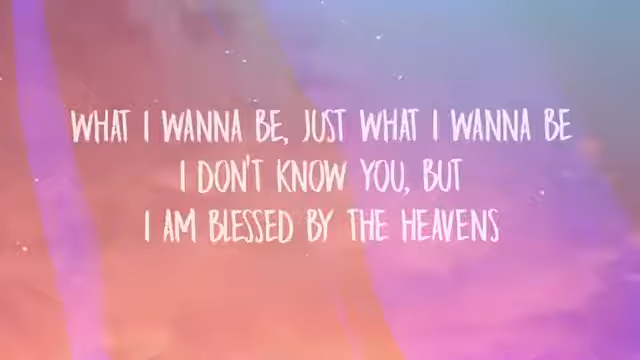 WHAT I WANNA BE, JUST WHAT I WANNA BE
I DON'T KNOW YOU, BUT
I AM BLESSED BY THE HEAVENS